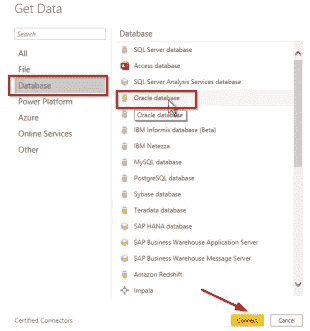 Get Data
Search
All
File
Database
Power Platform
Azure
Online Services
Other
Database
SQL Server database
Access database
SQL Server Analysis Services database
Oracle database
Oracle database
IBM Informix database (Beta)
IBM Netezza
MySQL database
PostgreSQL database
Sybase database
Teradata database
SAP HANA database
SAP Business Warehouse Application Server
SAP Business Warehouse Message Server
Amazon Redshift
Impala
Certified Connectors
Connect
Cancel